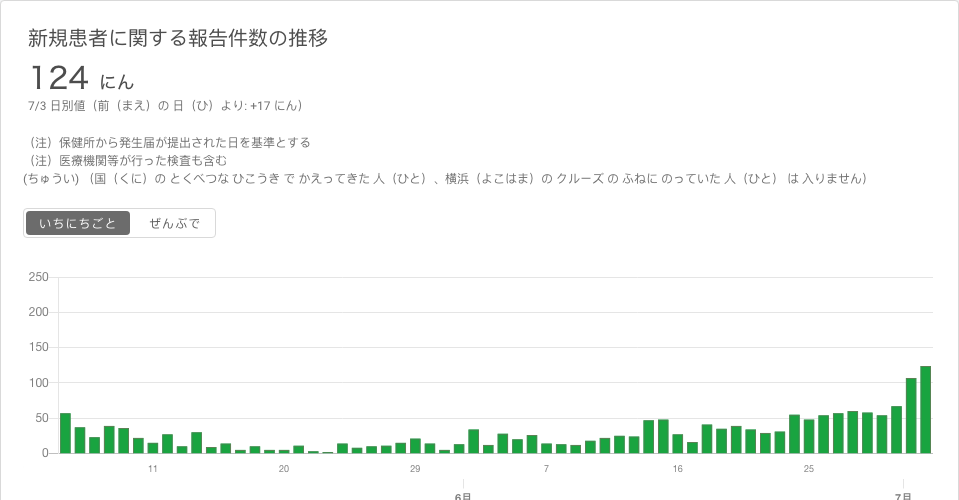 新規患者に関する報告件数の推移
124 にん
7/3 日別値（前（まえ）の 日（ひ）より: +17 にん）
（注）保健所から発生届が提出された日を基準とする
（注）医療機関等が行った検査も含む
(ちゅうい) （国（くに）の とくべつな ひこうき で かえってきた 人（ひと）、横浜（よこはま）の クルーズ の ふねに のっていた 人（ひと） は 入りません）
いちにちごと ぜんぶで
250
200
150
100
50
0
11 20 29 7 16 25
6月 7月